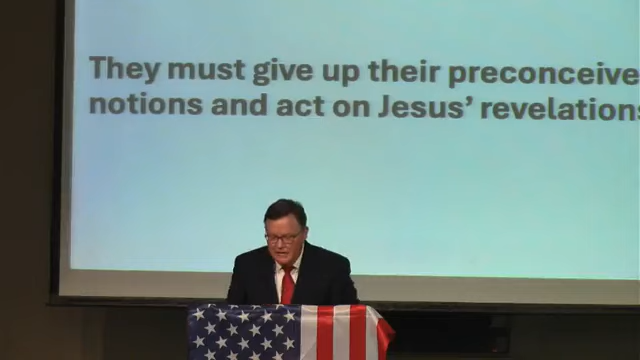 They must give up their preconceive
notions and act on Jesus’ revelations